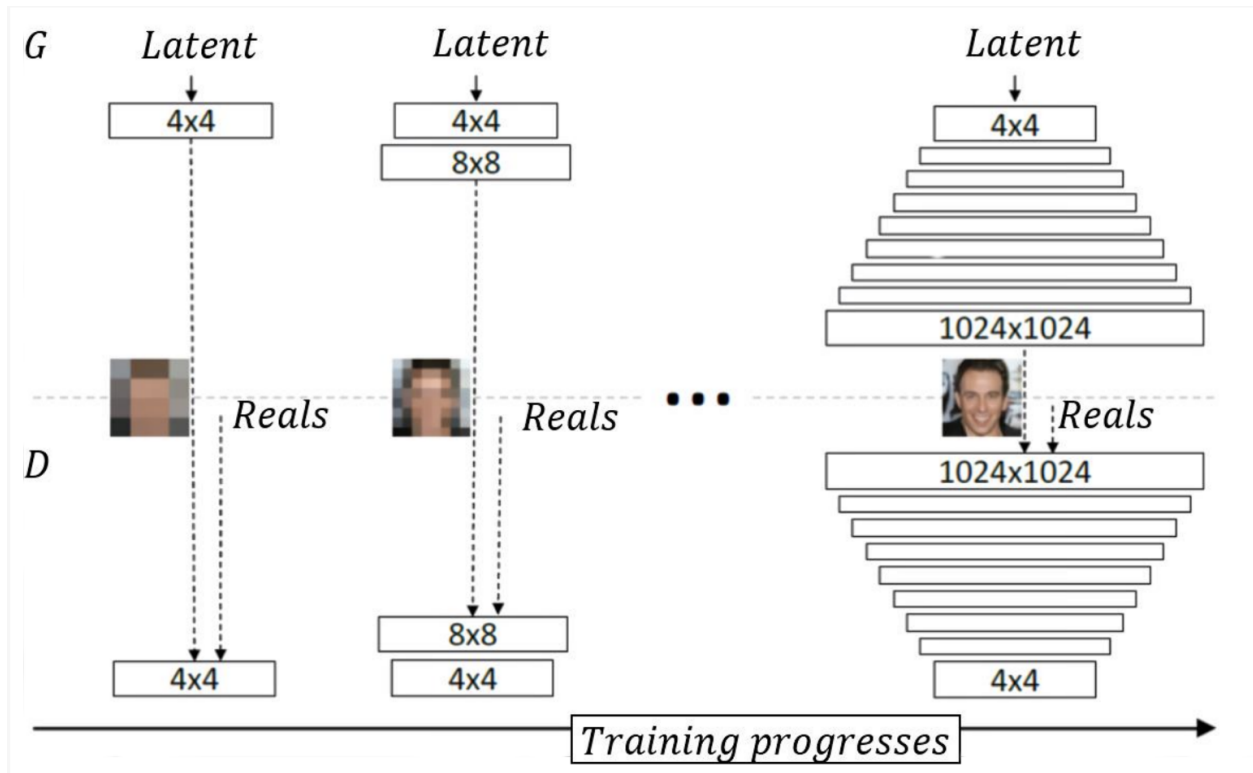 G Latent Latent Latent
4x4 4x4 4x4
8x8
1024x1024
Reals Reals Reals
D
1024x1024
8x8
4x4 4x4 4x4
Training progresses